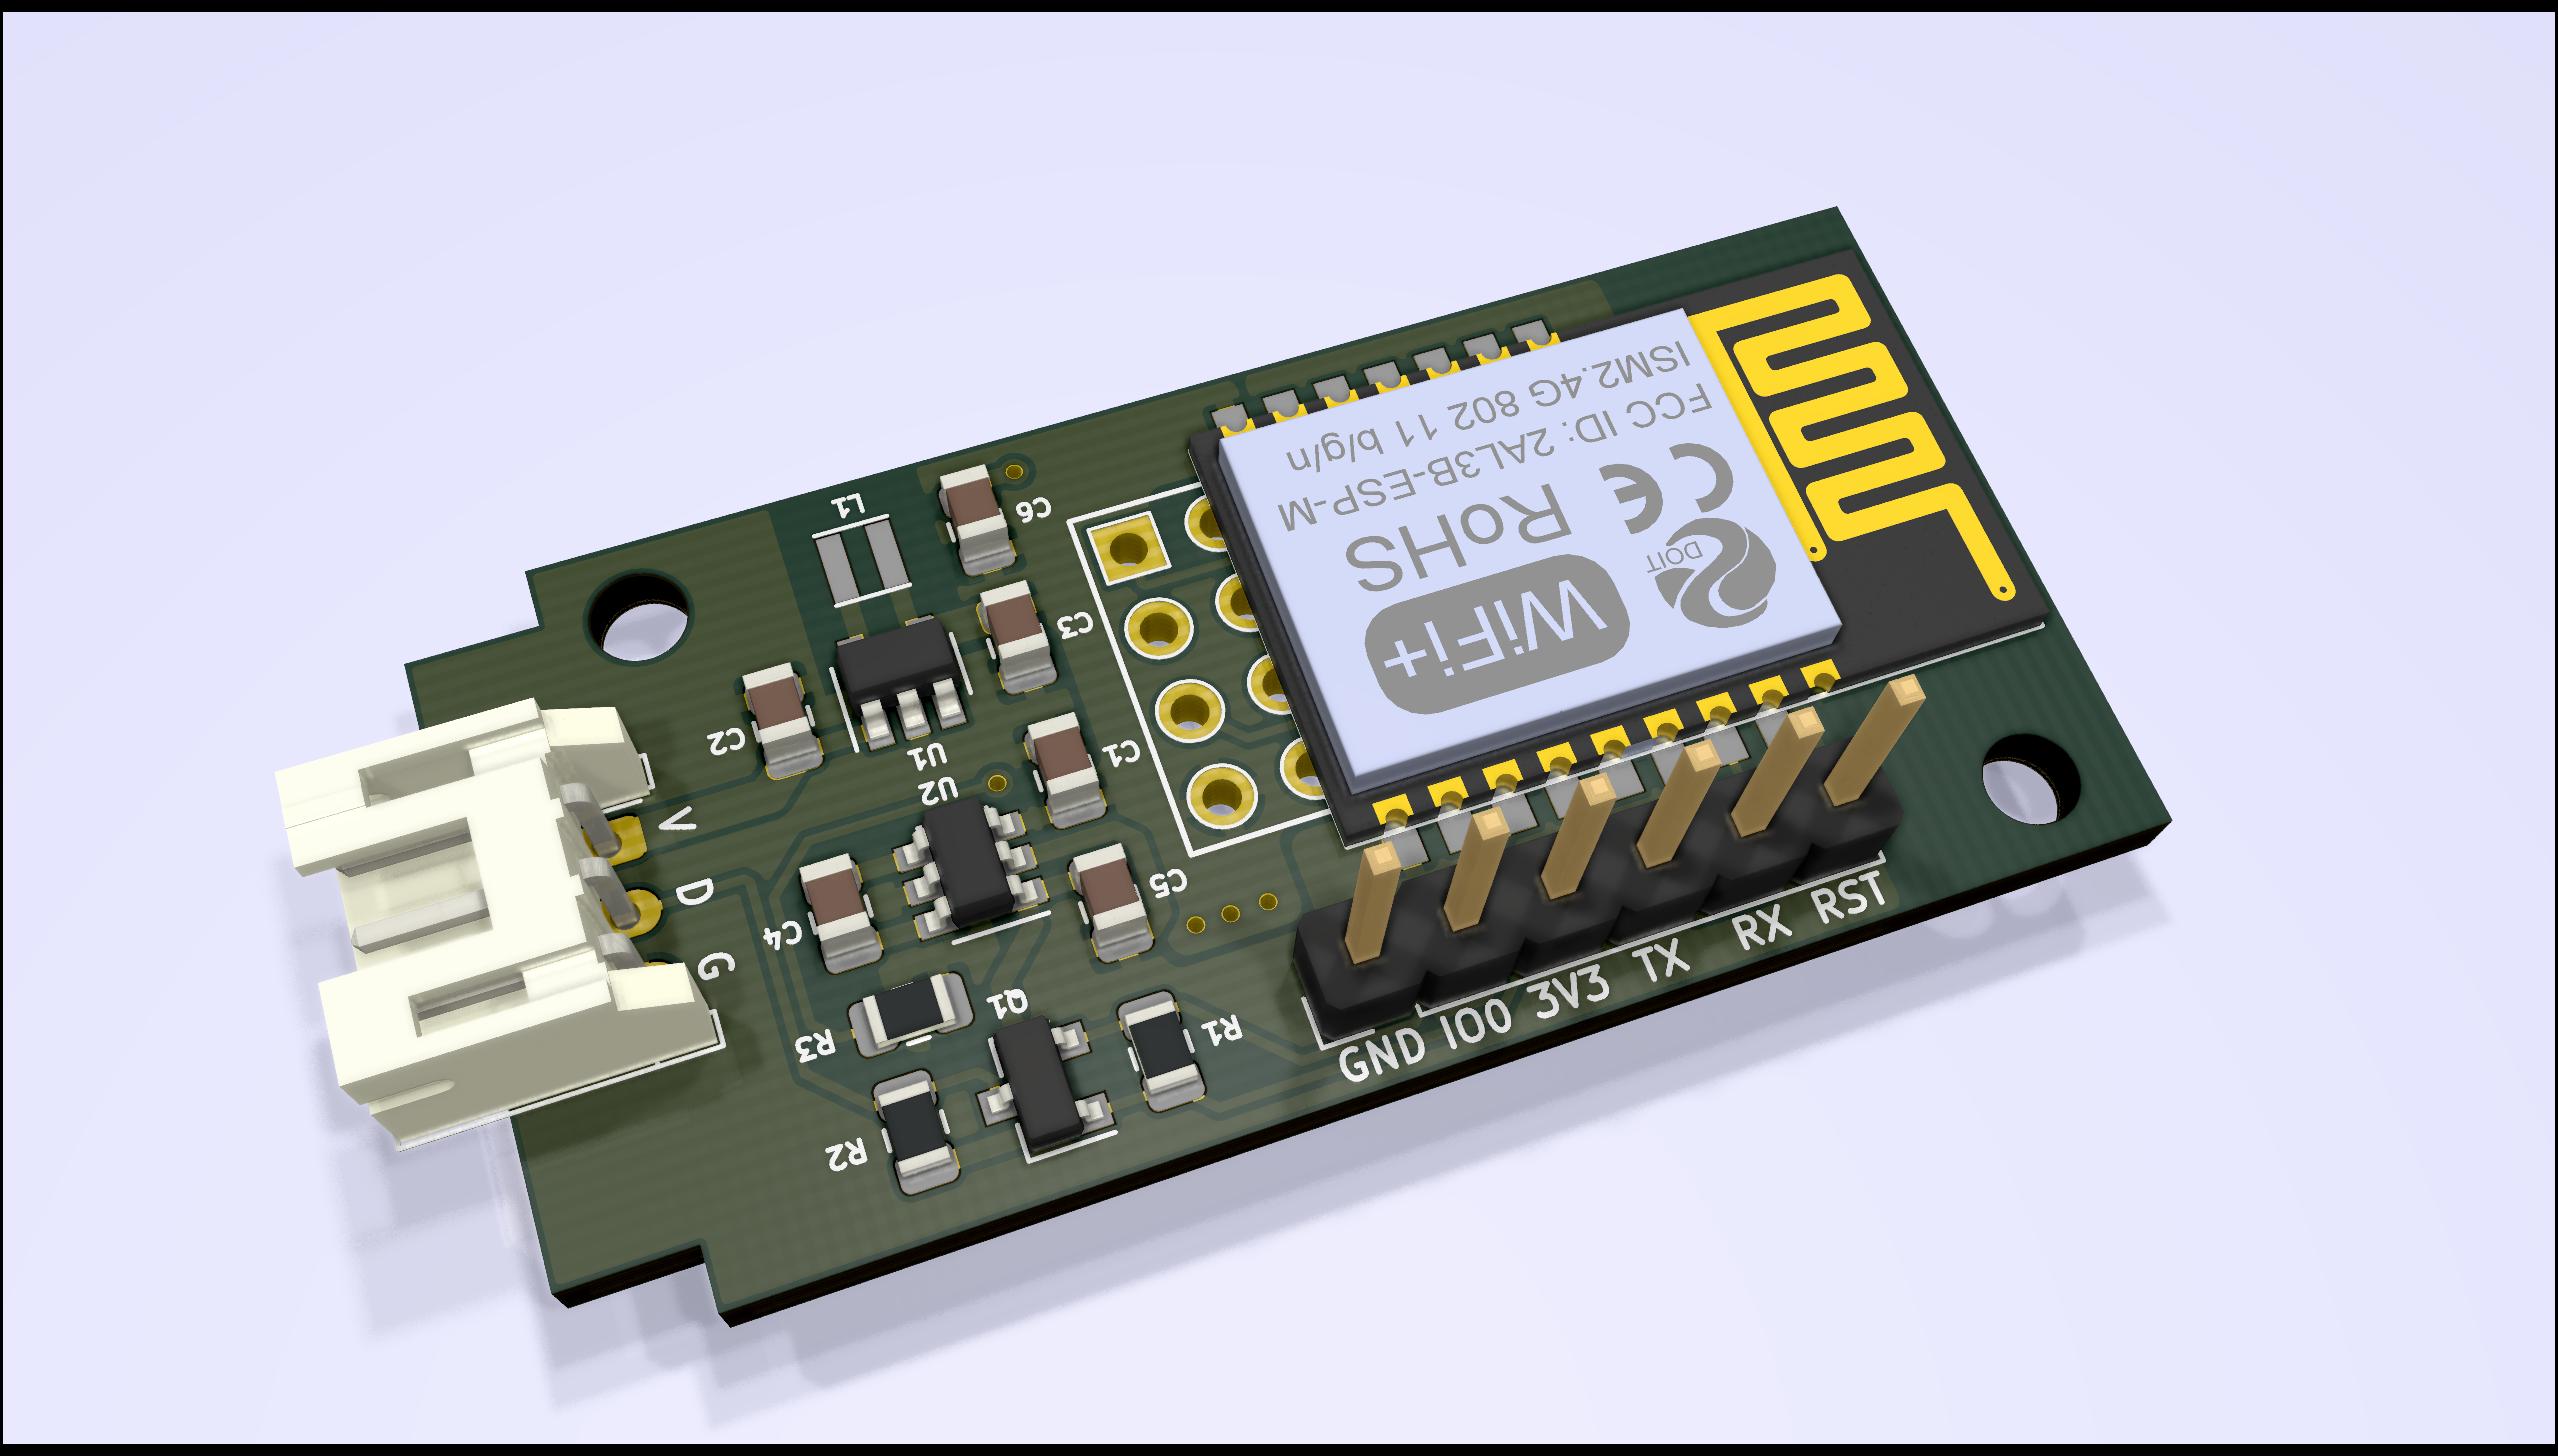 ISM2.4G 802 11 b/g/n
FCC ID: 2AL3B-ESP-M
RoHS
CE
WiFi+
DOIT
L1
C6
C3
C2
U1
U2
C1
C5
C4
R3
Q1
R1
R2
V
D
G
GND IO0 3V3 TX RX RST